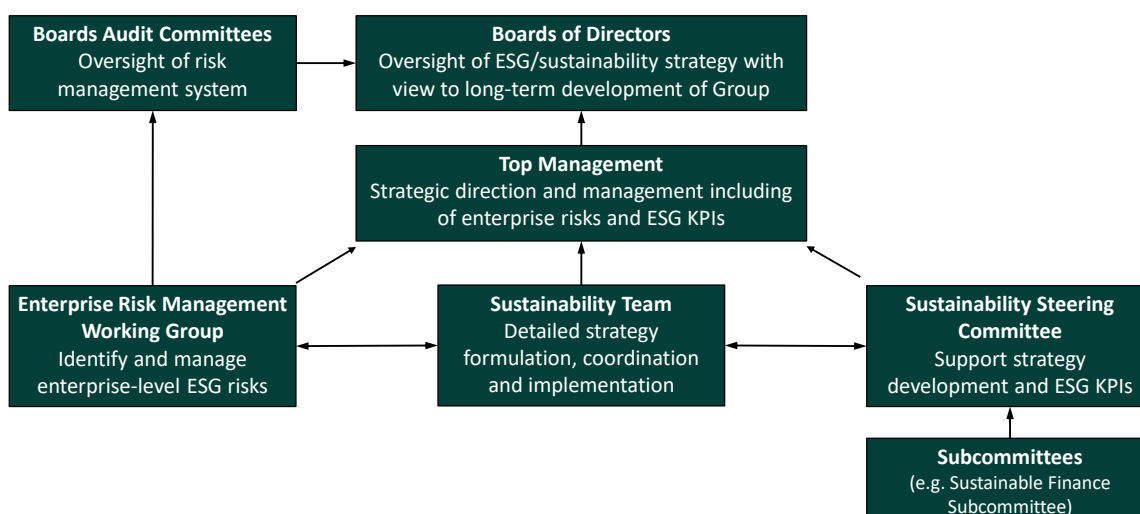 Boards Audit Committees
Oversight of risk
management system
Boards of Directors
Oversight of ESG/sustainability strategy with
view to long-term development of Group
Top Management
Strategic direction and management including
of enterprise risks and ESG KPIs
Enterprise Risk Management
Working Group
Identify and manage
enterprise-level ESG risks
Sustainability Team
Detailed strategy
formulation, coordination
and implementation
Sustainability Steering
Committee
Support strategy
development and ESG KPIs
Subcommittees
(e.g. Sustainable Finance
Subcommittee)